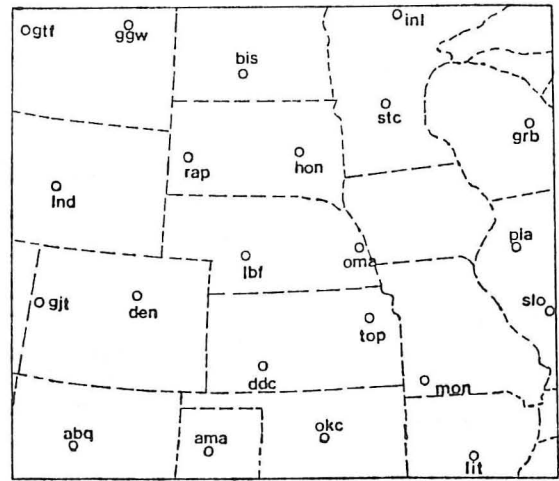 gtf
ggw
inl
bis
stc
grb
rap
hon
lnd
pia
lbf
oma
gjt
den
slo
top
ddc
mon
abq
ama
okc
lit